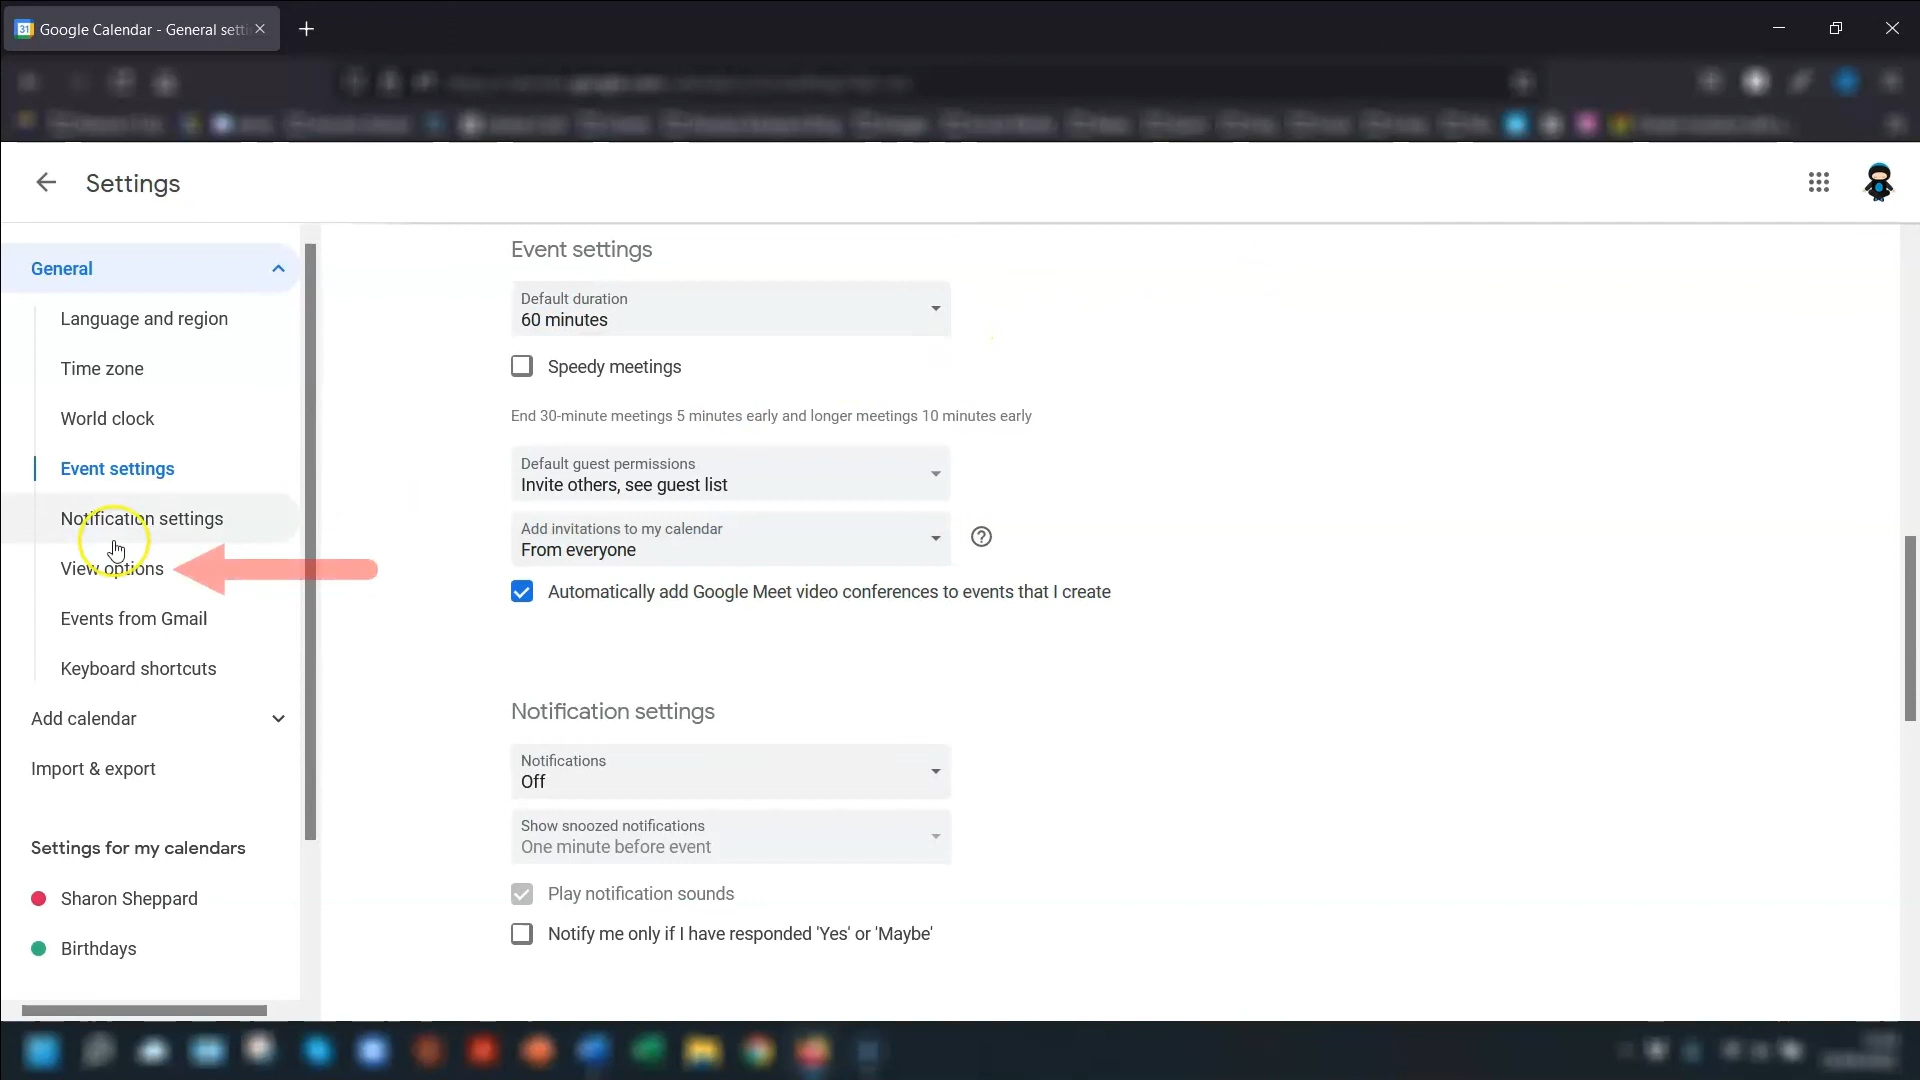 Google Calendar - General setti
Settings
General
Language and region
Time zone
World clock
Event settings
Notification settings
View options
Events from Gmail
Keyboard shortcuts
Add calendar
Import & export
Settings for my calendars
Sharon Sheppard
Birthdays
Event settings
Default duration
60 minutes
Speedy meetings
End 30-minute meetings 5 minutes early and longer meetings 10 minutes early
Default guest permissions
Invite others, see guest list
Add invitations to my calendar
From everyone
Automatically add Google Meet video conferences to events that I create
Notification settings
Notifications
Off
Show snoozed notifications
One minute before event
Play notification sounds
Notify me only if I have responded 'Yes' or 'Maybe'